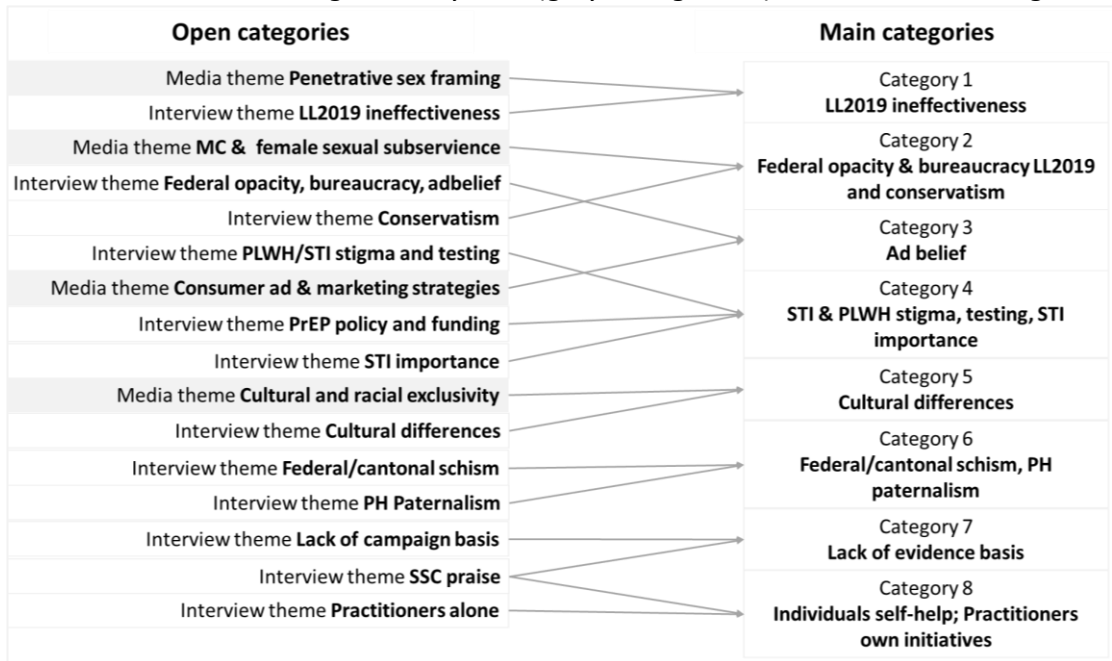 Open categories
Media theme Penetrative sex framing
Interview theme LL2019 ineffectiveness
Media theme MC & female sexual subservience
Interview theme Federal opacity, bureaucracy, adbelief
Interview theme Conservatism
Interview theme PLWH/STI stigma and testing
Media theme Consumer ad & marketing strategies
Interview theme PrEP policy and funding
Interview theme STI importance
Media theme Cultural and racial exclusivity
Interview theme Cultural differences
Interview theme Federal/cantonal schism
Interview theme PH Paternalism
Interview theme Lack of campaign basis
Interview theme SSC praise
Interview theme Practitioners alone
Main categories
Category 1
LL2019 ineffectiveness
Category 2
Federal opacity & bureaucracy LL2019
and conservatism
Category 3
Ad belief
Category 4
STI & PLWH stigma, testing, STI
importance
Category 5
Cultural differences
Category 6
Federal/cantonal schism, PH
paternalism
Category 7
Lack of evidence basis
Category 8
Individuals self-help; Practitioners
own initiatives